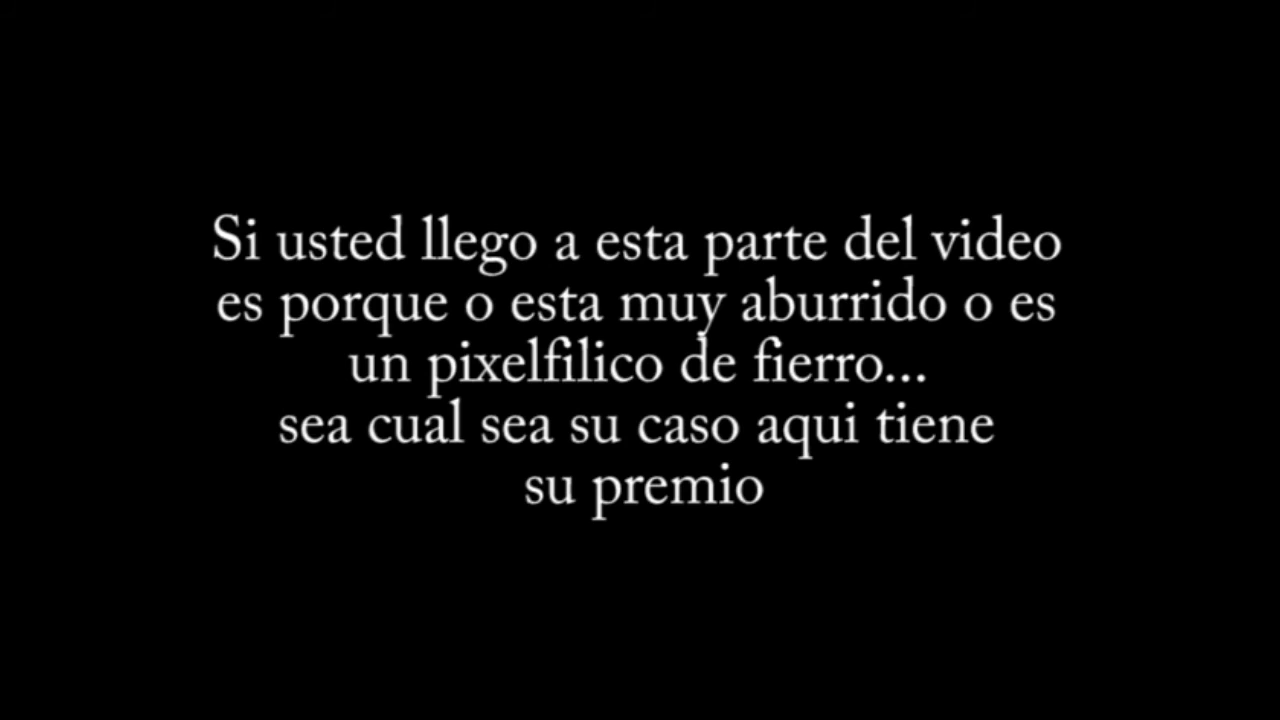 Si usted llego a esta parte del video
es porque o esta muy aburrido o es
un pixelfilico de fierro...
sea cual sea su caso aqui tiene
su premio